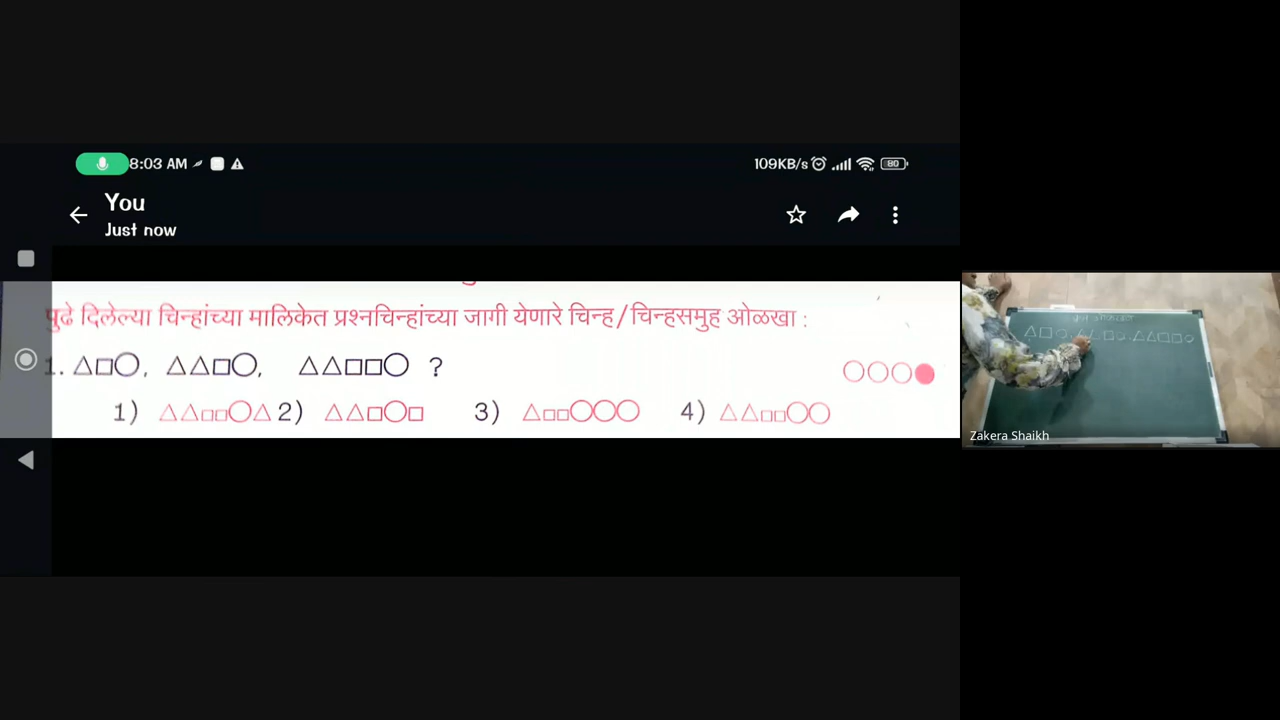 8:03 AM
109KB/s
80
You
Just now
पुढे दिलेल्या चिन्हांच्या मालिकेत प्रश्नचिन्हांच्या जागी येणारे चिन्ह/चिन्हसमुह ओळखा :
1. △□○, △△□○, △△□□○ ?
1) △△□□○△ 2) △△□○□ 3) △□□○○○ 4) △△□□○○
Zakera Shaikh